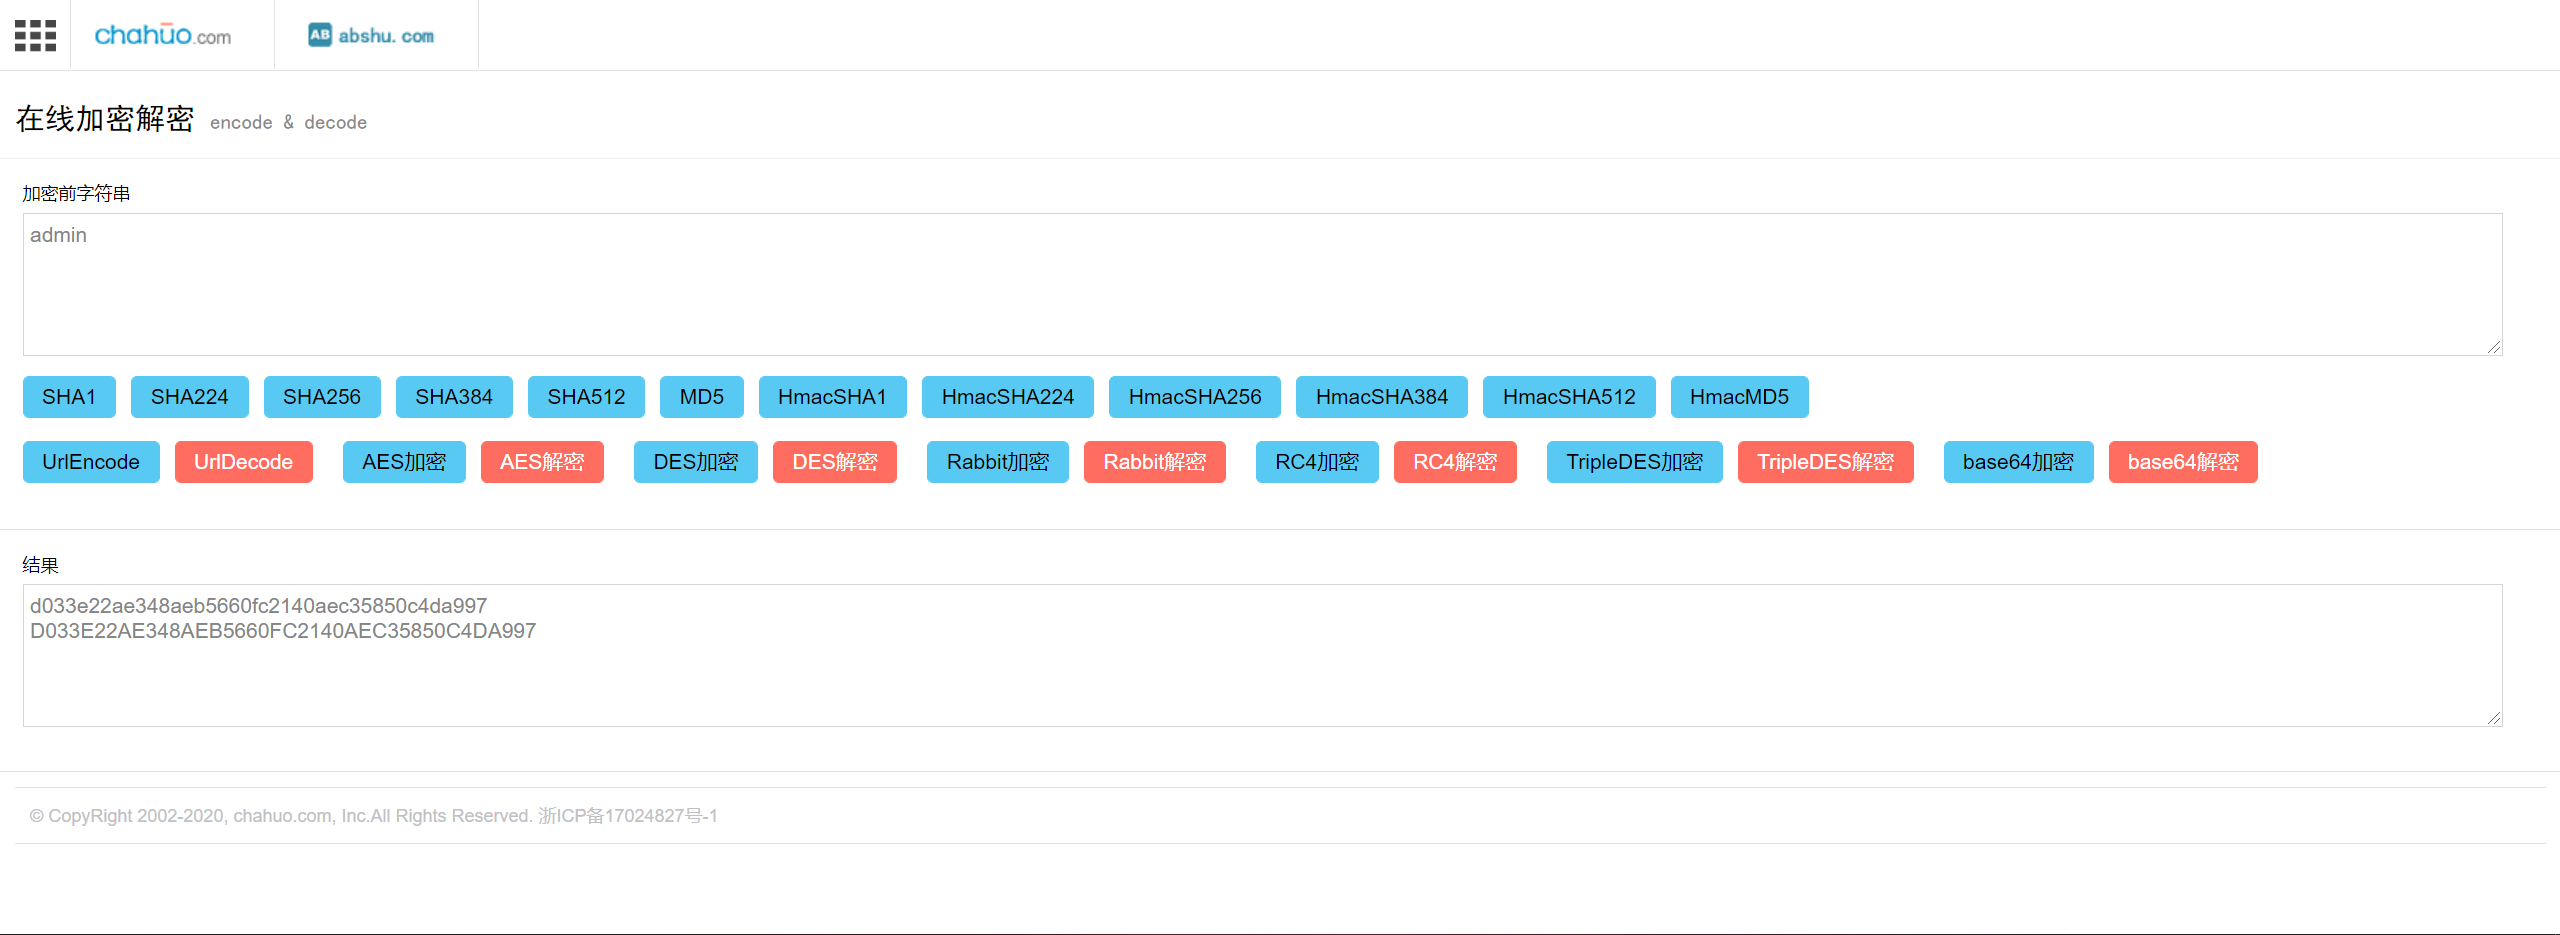 chahuo.com
AB abshu.com
在线加密解密 encode & decode
加密前字符串
admin
SHA1 SHA224 SHA256 SHA384 SHA512 MD5 HmacSHA1 HmacSHA224 HmacSHA256 HmacSHA384 HmacSHA512 HmacMD5
UrlEncode UrlDecode AES加密 AES解密 DES加密 DES解密 Rabbit加密 Rabbit解密 RC4加密 RC4解密 TripleDES加密 TripleDES解密 base64加密 base64解密
结果
d033e22ae348aeb5660fc2140aec35850c4da997
D033E22AE348AEB5660FC2140AEC35850C4DA997
© CopyRight 2002-2020, chahuo.com, Inc.All Rights Reserved. 浙ICP备17024827号-1